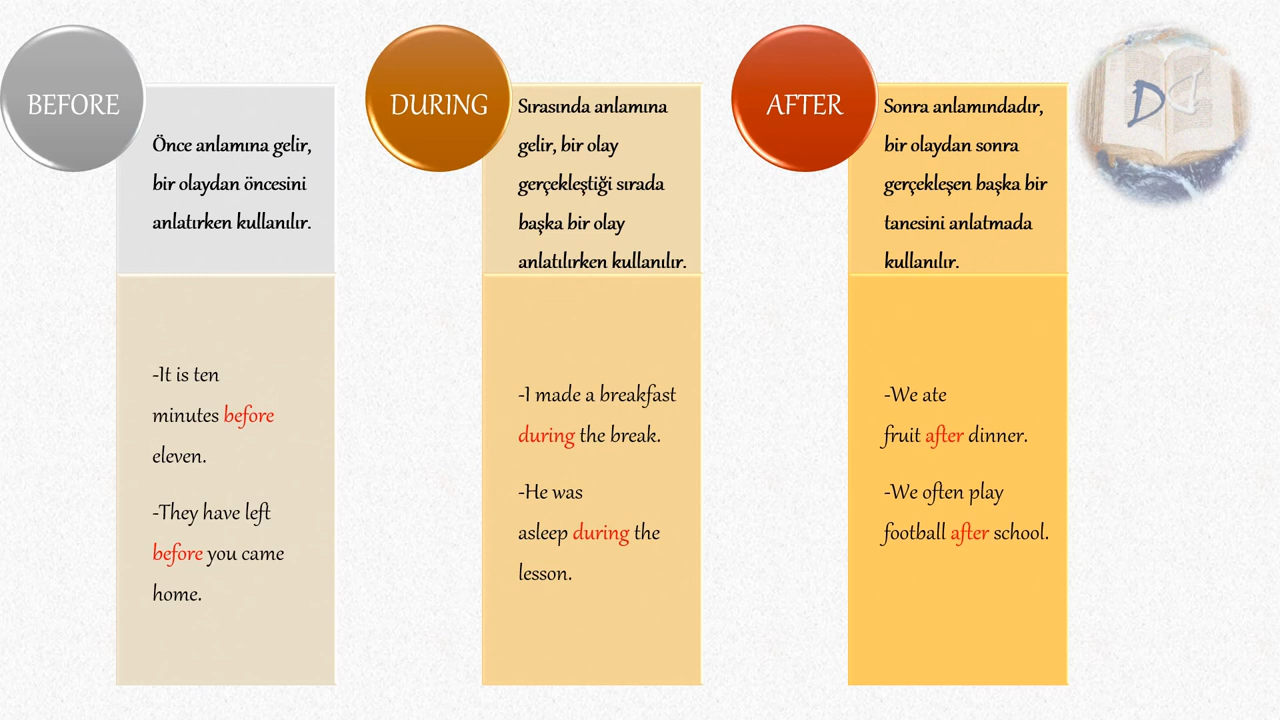 BEFORE
Önce anlamına gelir,
bir olaydan öncesini
anlatırken kullanılır.
-It is ten
minutes before
eleven.
-They have left
before you came
home.
DURING
Sırasında anlamına
gelir, bir olay
gerçekleştiği sırada
başka bir olay
anlatılırken kullanılır.
-I made a breakfast
during the break.
-He was
asleep during the
lesson.
AFTER
Sonra anlamındadır,
bir olaydan sonra
gerçekleşen başka bir
tanesini anlatmada
kullanılır.
-We ate
fruit after dinner.
-We often play
football after school.